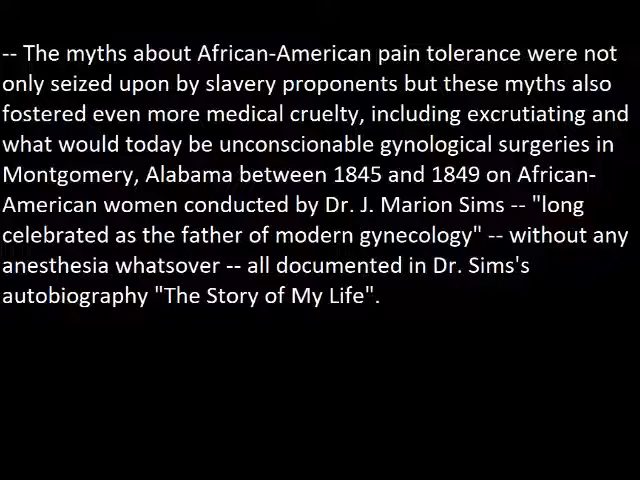 -- The myths about African-American pain tolerance were not
only seized upon by slavery proponents but these myths also
fostered even more medical cruelty, including excrutiating and
what would today be unconscionable gynological surgeries in
Montgomery, Alabama between 1845 and 1849 on African-
American women conducted by Dr. J. Marion Sims -- "long
celebrated as the father of modern gynecology" -- without any
anesthesia whatsover -- all documented in Dr. Sims's
autobiography "The Story of My Life".